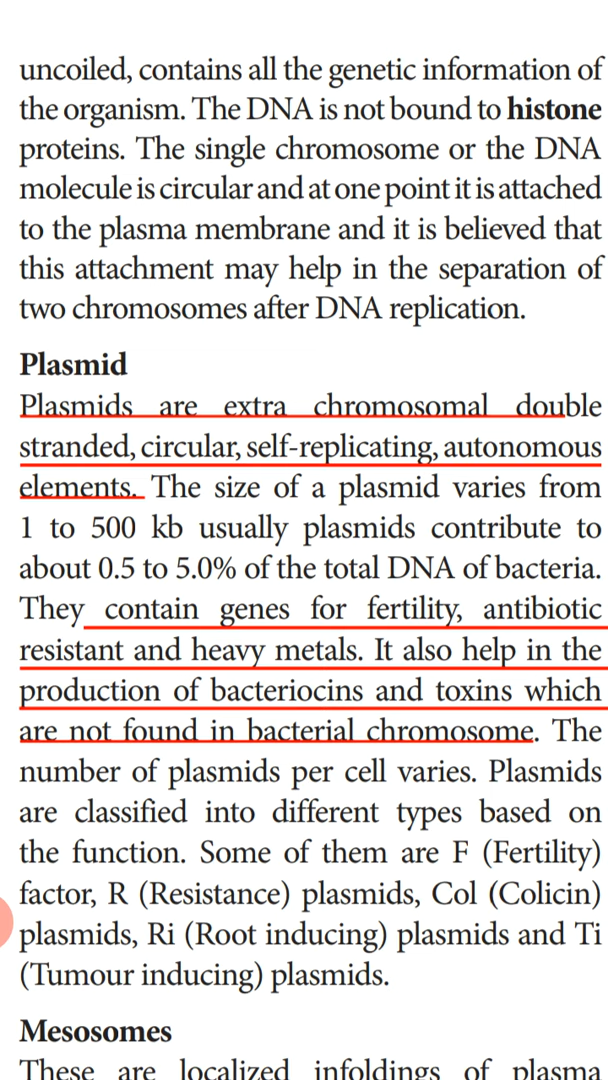 uncoiled, contains all the genetic information of
the organism. The DNA is not bound to histone
proteins. The single chromosome or the DNA
molecule is circular and at one point it is attached
to the plasma membrane and it is believed that
this attachment may help in the separation of
two chromosomes after DNA replication.
Plasmid
Plasmids are extra chromosomal double
stranded, circular, self-replicating, autonomous
elements. The size of a plasmid varies from
1 to 500 kb usually plasmids contribute to
about 0.5 to 5.0% of the total DNA of bacteria.
They contain genes for fertility, antibiotic
resistant and heavy metals. It also help in the
production of bacteriocins and toxins which
are not found in bacterial chromosome. The
number of plasmids per cell varies. Plasmids
are classified into different types based on
the function. Some of them are F (Fertility)
factor, R (Resistance) plasmids, Col (Colicin)
plasmids, Ri (Root inducing) plasmids and Ti
(Tumour inducing) plasmids.
Mesosomes
These are localized infoldings of plasma